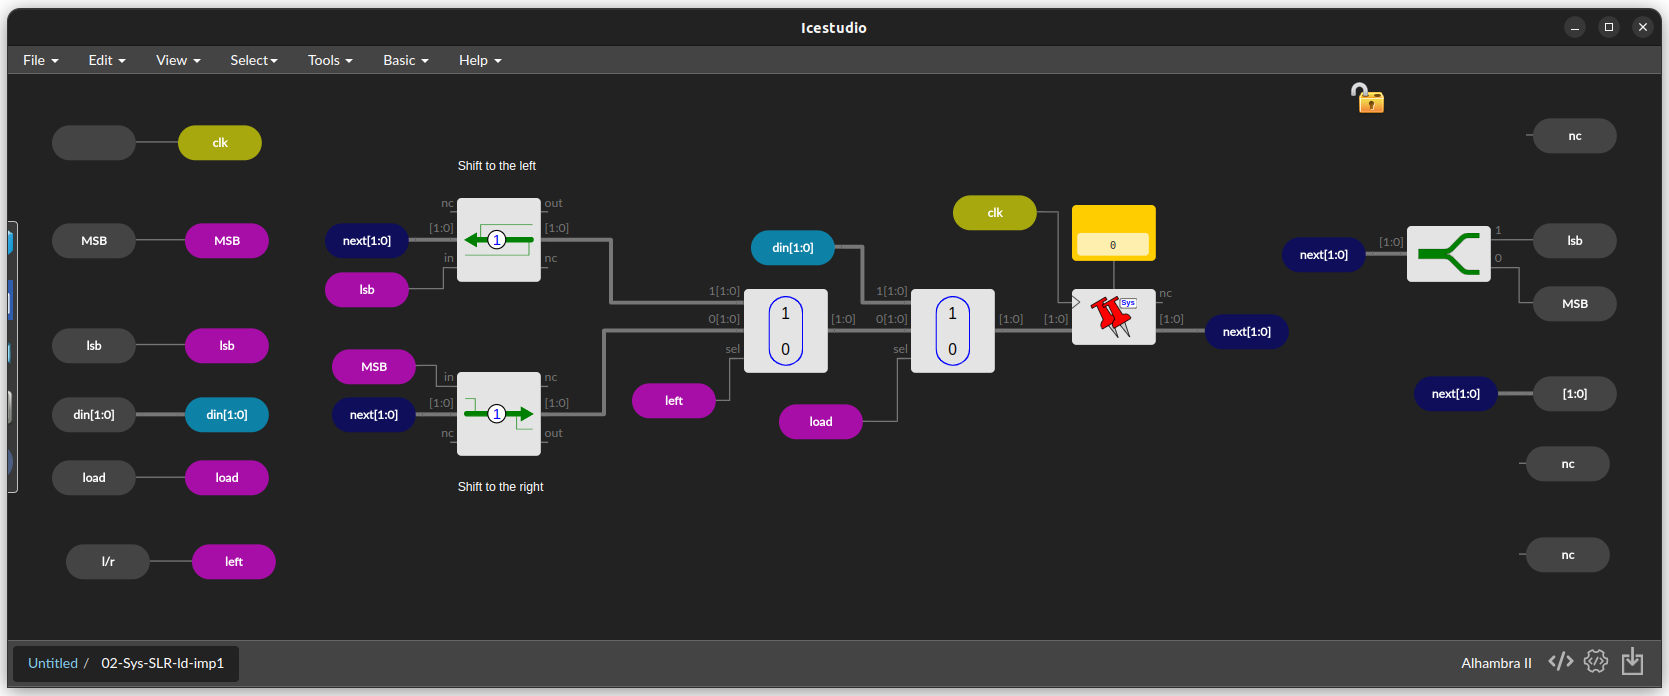 Icestudio
File Edit View Select Tools Basic Help
clk
MSB MSB
lsb lsb
din[1:0] din[1:0]
load load
l/r left
Shift to the left
nc out
next[1:0] [1:0] 1 [1:0]
lsb in nc
MSB in nc
next[1:0] [1:0] 1 [1:0]
nc out
Shift to the right
din[1:0]
1[1:0] 1
0[1:0] [1:0]
sel 0
left
1[1:0] 1
0[1:0] [1:0]
sel 0
load
clk
0
Sys nc
[1:0] [1:0] next[1:0]
nc
next[1:0] [1:0] 1 lsb
0 MSB
next[1:0] [1:0]
nc
nc
Untitled / 02-Sys-SLR-ld-imp1
Alhambra II